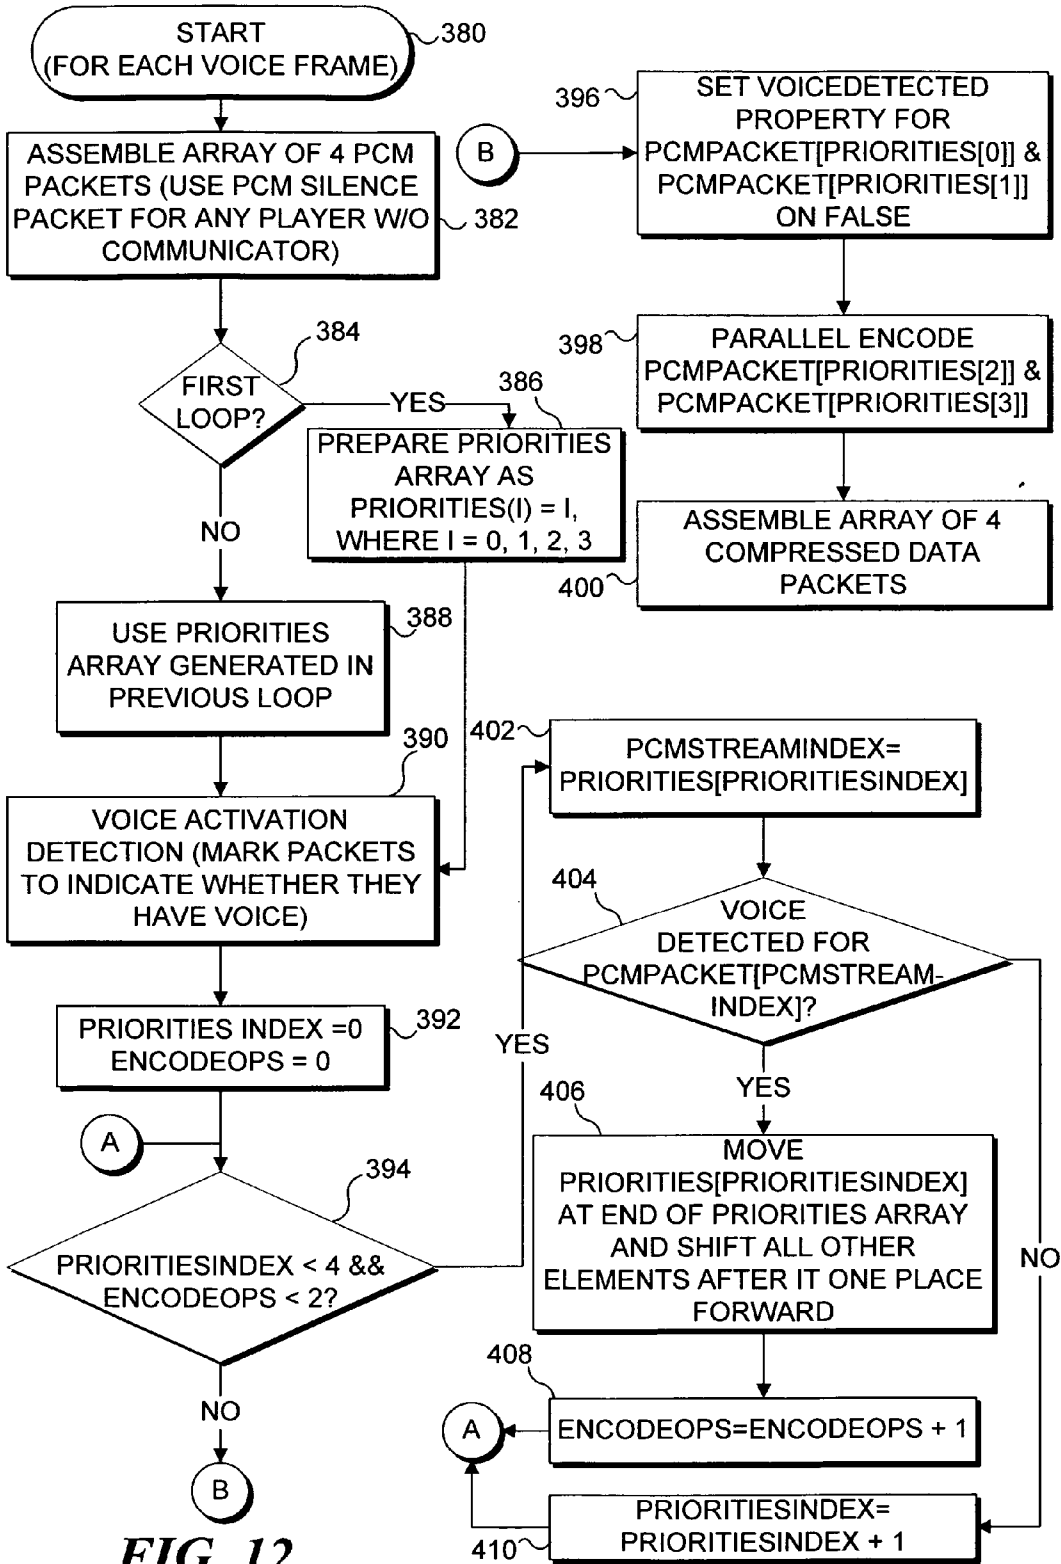 START
(FOR EACH VOICE FRAME)
380
ASSEMBLE ARRAY OF 4 PCM
PACKETS (USE PCM SILENCE
PACKET FOR ANY PLAYER W/O
COMMUNICATOR)
382
384
FIRST
LOOP?
YES
386
PREPARE PRIORITIES
ARRAY AS
PRIORITIES(I) = I,
WHERE I = 0, 1, 2, 3
NO
388
USE PRIORITIES
ARRAY GENERATED IN
PREVIOUS LOOP
390
VOICE ACTIVATION
DETECTION (MARK PACKETS
TO INDICATE WHETHER THEY
HAVE VOICE)
PRIORITIES INDEX =0
ENCODEOPS = 0
392
A
394
PRIORITIESINDEX < 4 &&
ENCODEOPS < 2?
YES
NO
B
B
396
SET VOICEDETECTED
PROPERTY FOR
PCMPACKET[PRIORITIES[0]] &
PCMPACKET[PRIORITIES[1]]
ON FALSE
398
PARALLEL ENCODE
PCMPACKET[PRIORITIES[2]] &
PCMPACKET[PRIORITIES[3]]
ASSEMBLE ARRAY OF 4
COMPRESSED DATA
PACKETS
400
402
PCMSTREAMINDEX=
PRIORITIES[PRIORITIESINDEX]
404
VOICE
DETECTED FOR
PCMPACKET[PCMSTREAM-
INDEX]?
YES
NO
406
MOVE
PRIORITIES[PRIORITIESINDEX]
AT END OF PRIORITIES ARRAY
AND SHIFT ALL OTHER
ELEMENTS AFTER IT ONE PLACE
FORWARD
408
ENCODEOPS=ENCODEOPS + 1
A
PRIORITIESINDEX=
PRIORITIESINDEX + 1
410
FIG. 12